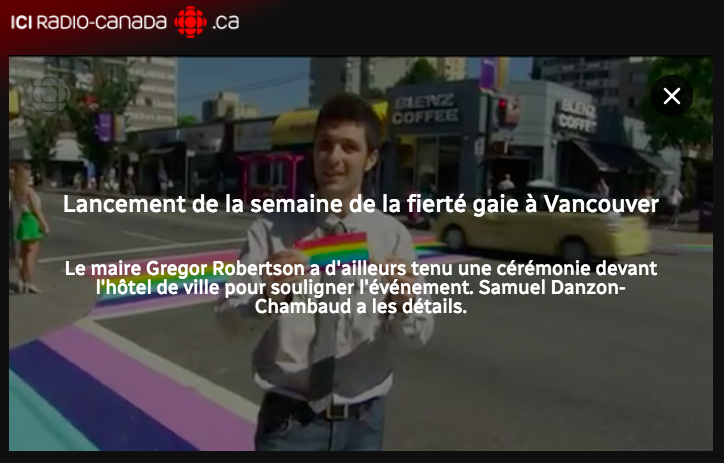 ICI RADIO-CANADA .ca
BLENZ
COFFEE
BLENZ
COFFEE
Lancement de la semaine de la fierté gaie à Vancouver
Le maire Gregor Robertson a d'ailleurs tenu une cérémonie devant
l'hôtel de ville pour souligner l'événement. Samuel Danzon-
Chambaud a les détails.